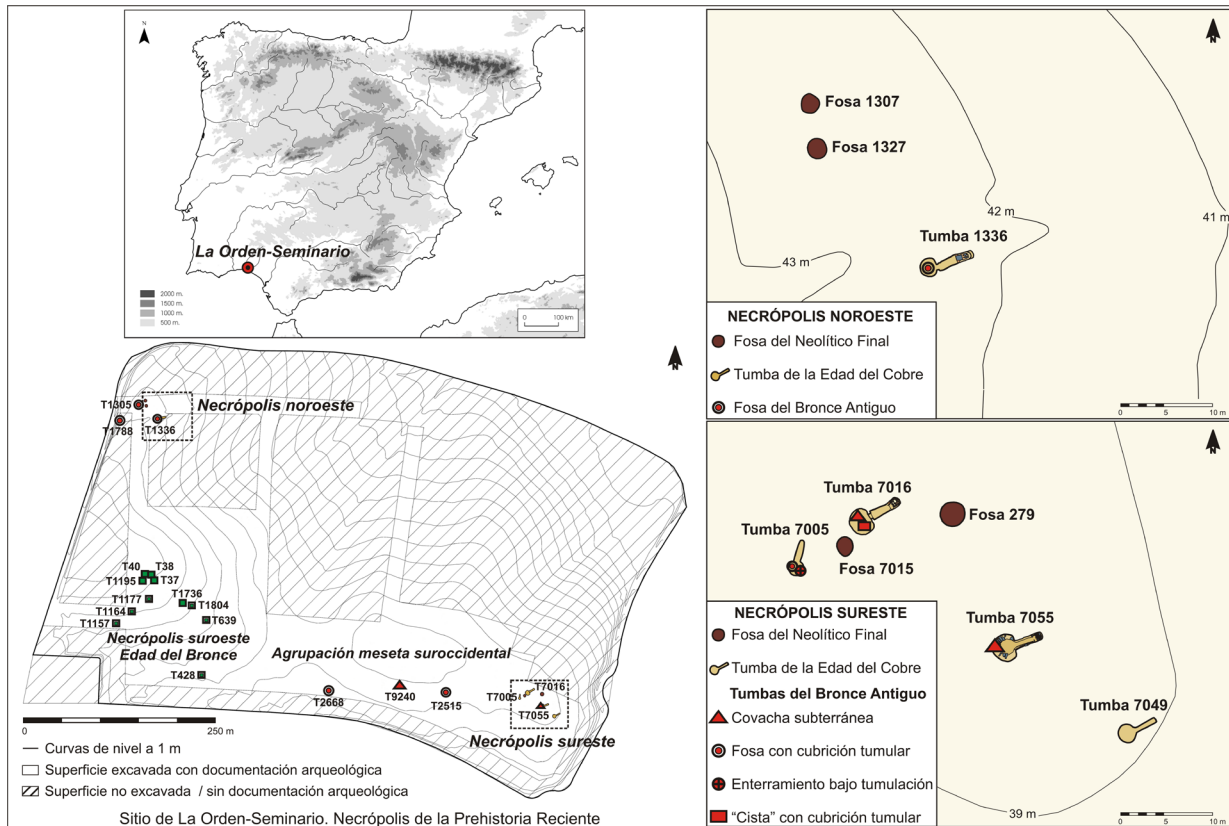 N
La Orden-Seminario
2000 m.
1500 m.
1000 m.
500 m.
0 100 km
N
T1305
T1788
T1336
Necrópolis noroeste
T40
T38
T1195
T37
T1177
T1736
T1164
T1804
T1157
T639
Necrópolis suroeste
Edad del Bronce
T428
Agrupación meseta suroccidental
T2668
T9240
T2515
T7005
T7016
T7055
Necrópolis sureste
0 250 m
Curvas de nivel a 1 m
Superficie excavada con documentación arqueológica
Superficie no excavada / sin documentación arqueológica
Sitio de La Orden-Seminario. Necrópolis de la Prehistoria Reciente
N
Fosa 1307
Fosa 1327
42 m
41 m
Tumba 1336
43 m
NECRÓPOLIS NOROESTE
Fosa del Neolítico Final
Tumba de la Edad del Cobre
Fosa del Bronce Antiguo
0 5 10 m
N
Tumba 7016
Fosa 279
Tumba 7005
Fosa 7015
Tumba 7055
Tumba 7049
39 m
NECRÓPOLIS SURESTE
Fosa del Neolítico Final
Tumba de la Edad del Cobre
Tumbas del Bronce Antiguo
Covacha subterránea
Fosa con cubrición tumular
Enterramiento bajo tumulación
“Cista” con cubrición tumular
0 5 10 m